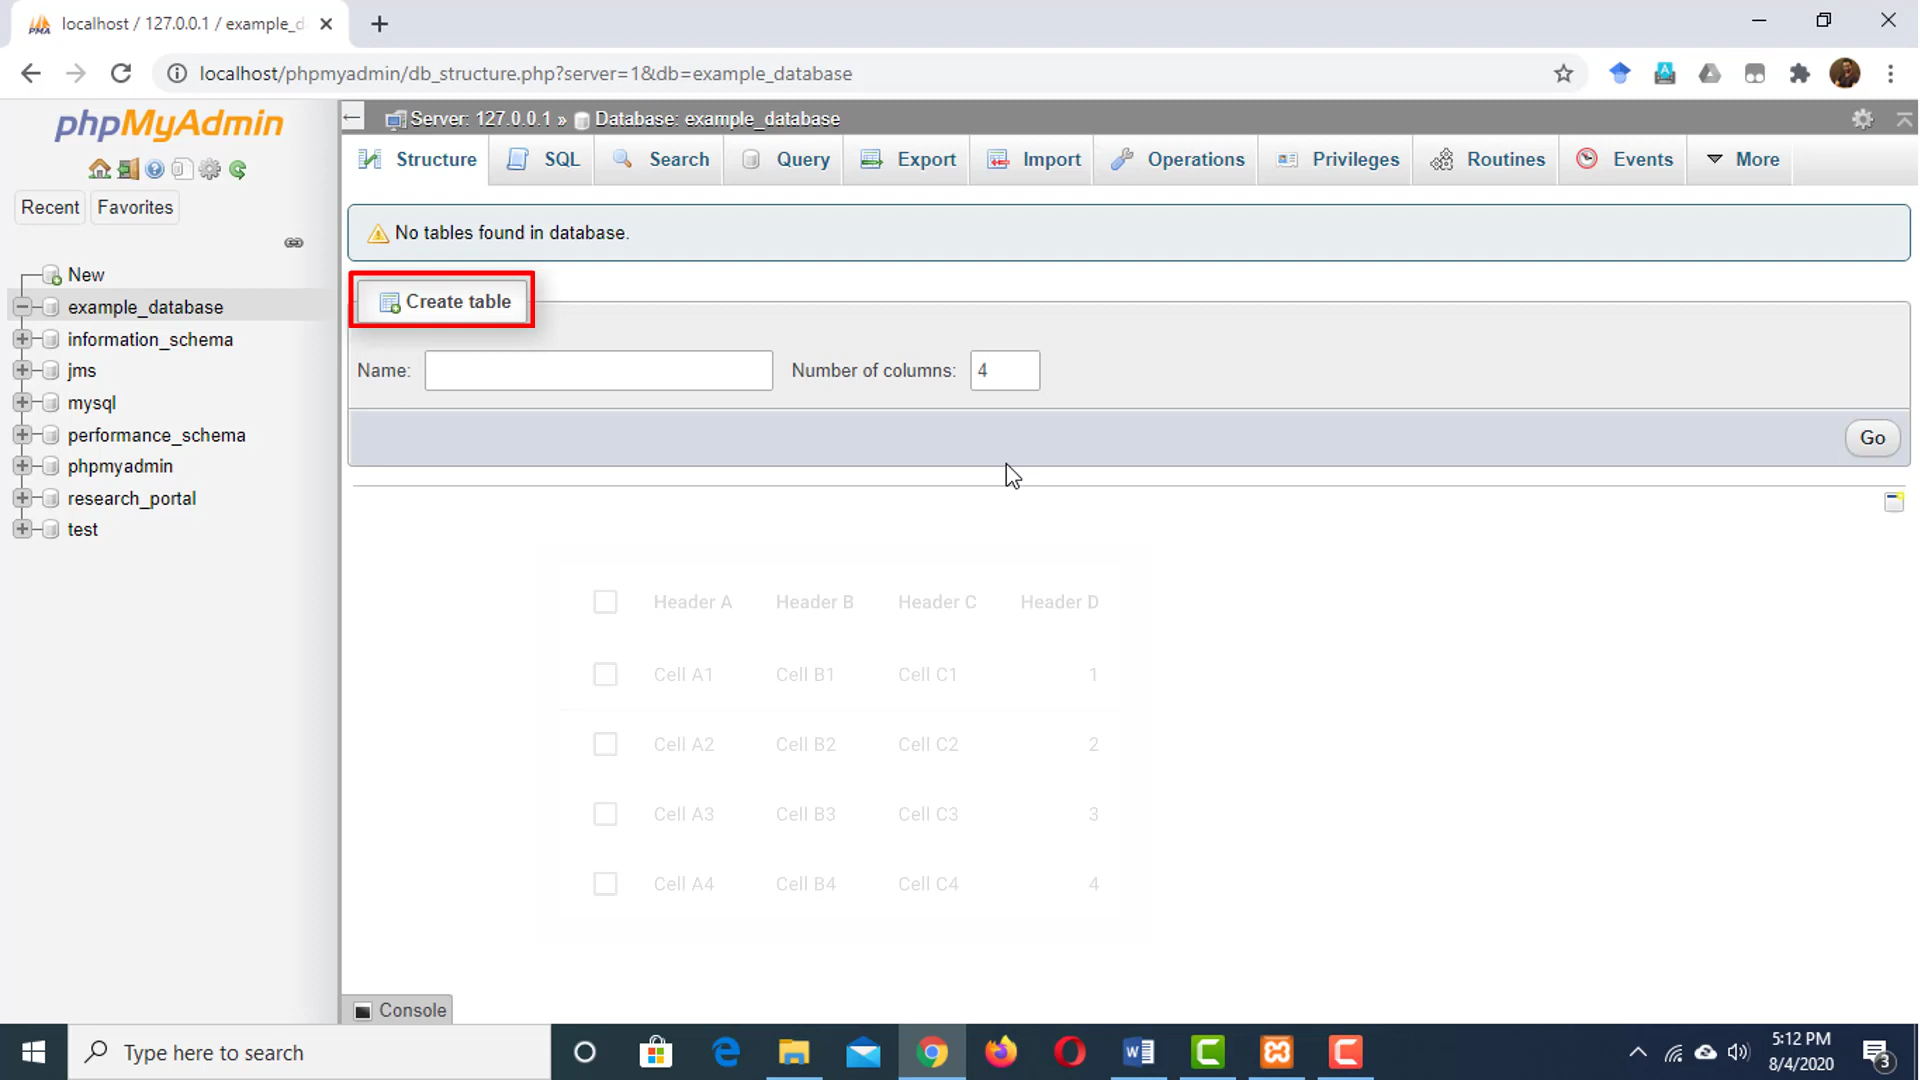 localhost / 127.0.0.1 / example_d
localhost/phpmyadmin/db_structure.php?server=1&db=example_database
phpMyAdmin
Recent
Favorites
New
example_database
information_schema
jms
mysql
performance_schema
phpmyadmin
research_portal
test
Server: 127.0.0.1 » Database: example_database
Structure
SQL
Search
Query
Export
Import
Operations
Privileges
Routines
Events
More
No tables found in database.
Create table
Name:
Number of columns: 4
Go
Header A Header B Header C Header D
Cell A1 Cell B1 Cell C1 1
Cell A2 Cell B2 Cell C2 2
Cell A3 Cell B3 Cell C3 3
Cell A4 Cell B4 Cell C4 4
Console
Type here to search
5:12 PM
8/4/2020
3